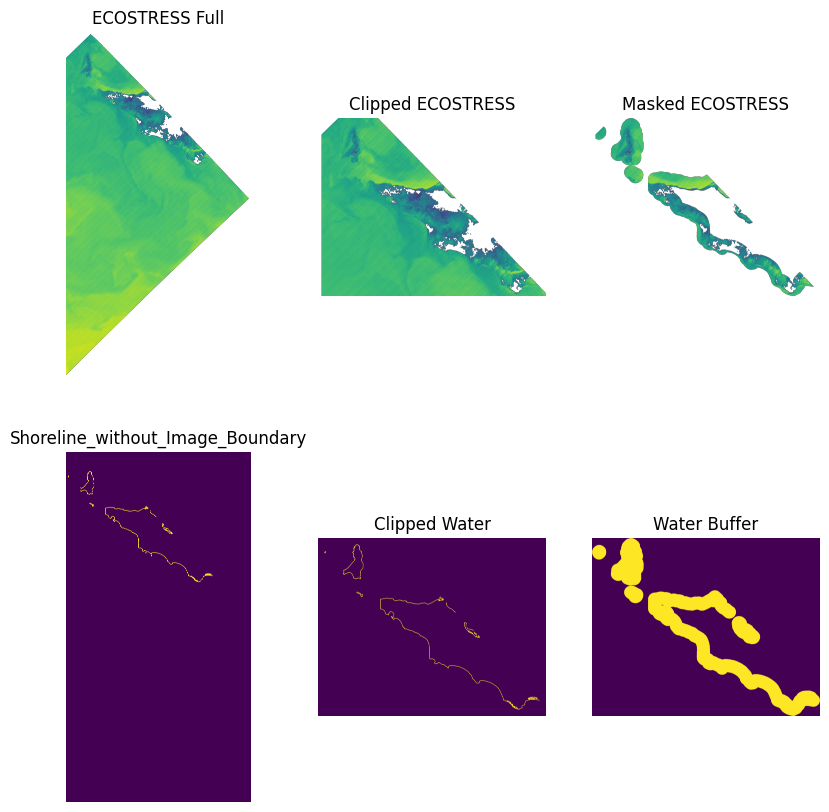 ECOSTRESS Full
Clipped ECOSTRESS
Masked ECOSTRESS
Shoreline_without_Image_Boundary
Clipped Water
Water Buffer